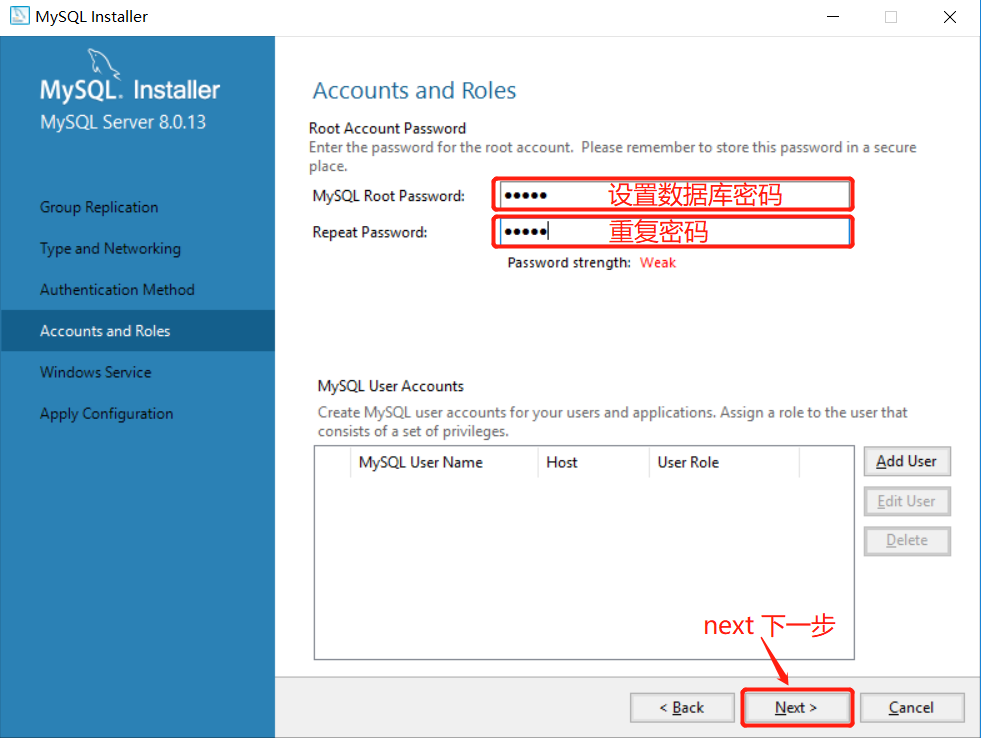 MySQL Installer
MySQL. Installer
MySQL Server 8.0.13
Group Replication
Type and Networking
Authentication Method
Accounts and Roles
Windows Service
Apply Configuration
Accounts and Roles
Root Account Password
Enter the password for the root account. Please remember to store this password in a secure
place.
MySQL Root Password: ●●●●● 设置数据库密码
Repeat Password: ●●●●● 重复密码
Password strength: Weak
MySQL User Accounts
Create MySQL user accounts for your users and applications. Assign a role to the user that
consists of a set of privileges.
MySQL User Name Host User Role
Add User
Edit User
Delete
next 下一步
< Back Next > Cancel